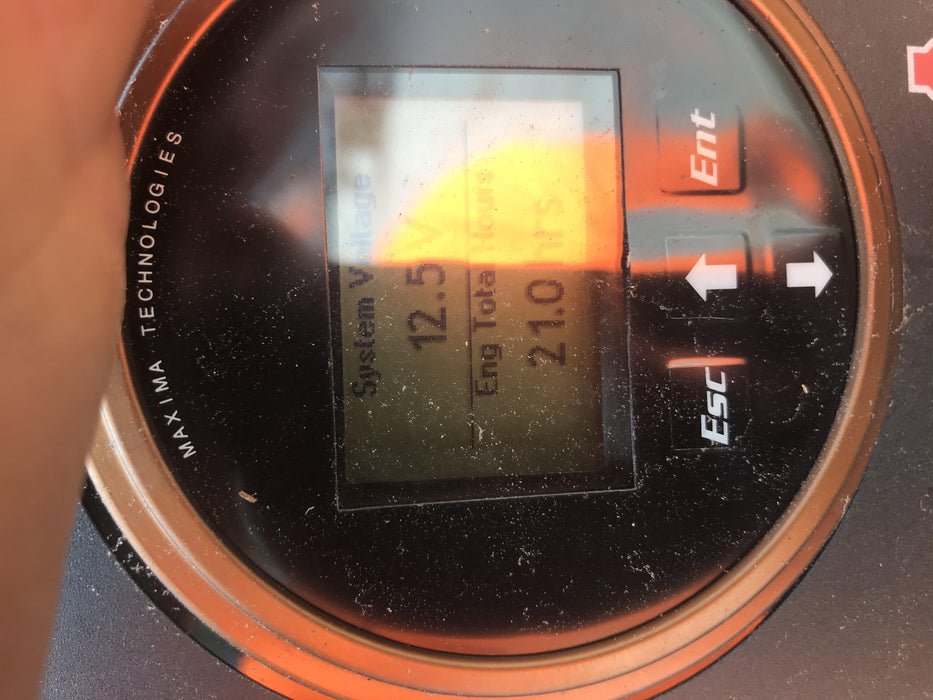 MAXIMA TECHNOLOGIES
System Voltage
12.5 V
Eng Total Hours
21.0 hrs
Esc
Ent